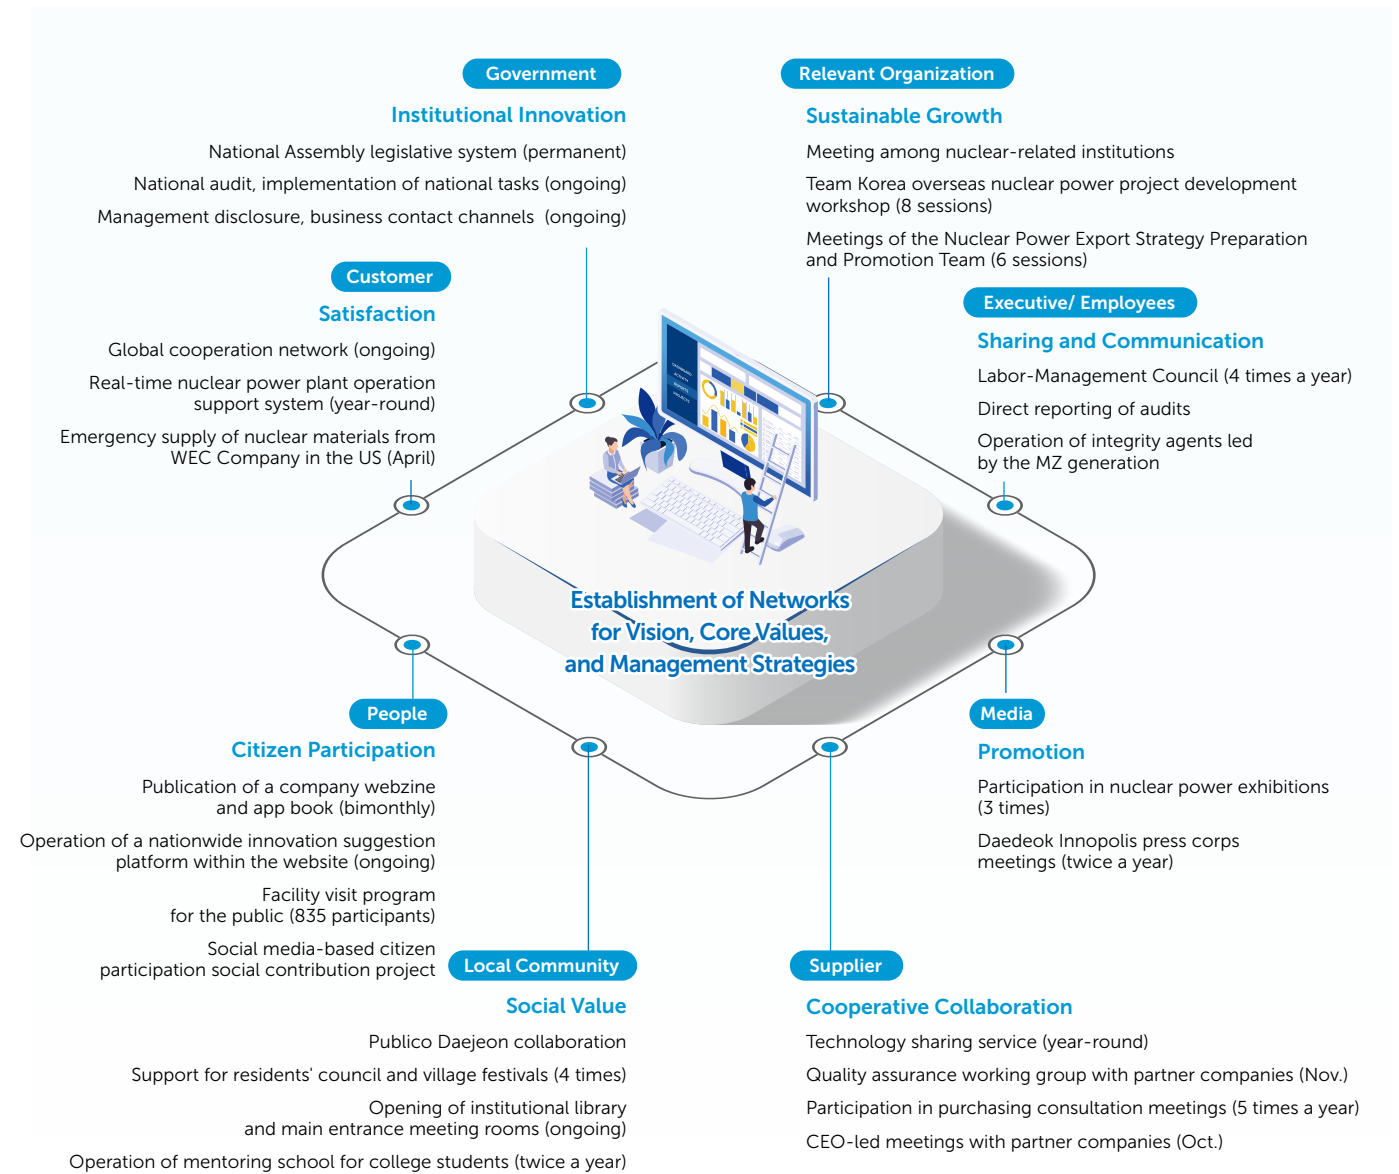 Government
Institutional Innovation
National Assembly legislative system (permanent)
National audit, implementation of national tasks (ongoing)
Management disclosure, business contact channels (ongoing)
Relevant Organization
Sustainable Growth
Meeting among nuclear-related institutions
Team Korea overseas nuclear power project development
workshop (8 sessions)
Meetings of the Nuclear Power Export Strategy Preparation
and Promotion Team (6 sessions)
Customer
Satisfaction
Global cooperation network (ongoing)
Real-time nuclear power plant operation
support system (year-round)
Emergency supply of nuclear materials from
WEC Company in the US (April)
Executive/ Employees
Sharing and Communication
Labor-Management Council (4 times a year)
Direct reporting of audits
Operation of integrity agents led
by the MZ generation
DASHBOARD
ACTIVITY
REPORTS
PROJECTS
Establishment of Networks
for Vision, Core Values,
and Management Strategies
People
Citizen Participation
Publication of a company webzine
and app book (bimonthly)
Operation of a nationwide innovation suggestion
platform within the website (ongoing)
Facility visit program
for the public (835 participants)
Social media-based citizen
participation social contribution project
Media
Promotion
Participation in nuclear power exhibitions
(3 times)
Daedeok Innopolis press corps
meetings (twice a year)
Local Community
Social Value
Publico Daejeon collaboration
Support for residents' council and village festivals (4 times)
Opening of institutional library
and main entrance meeting rooms (ongoing)
Operation of mentoring school for college students (twice a year)
Supplier
Cooperative Collaboration
Technology sharing service (year-round)
Quality assurance working group with partner companies (Nov.)
Participation in purchasing consultation meetings (5 times a year)
CEO-led meetings with partner companies (Oct.)